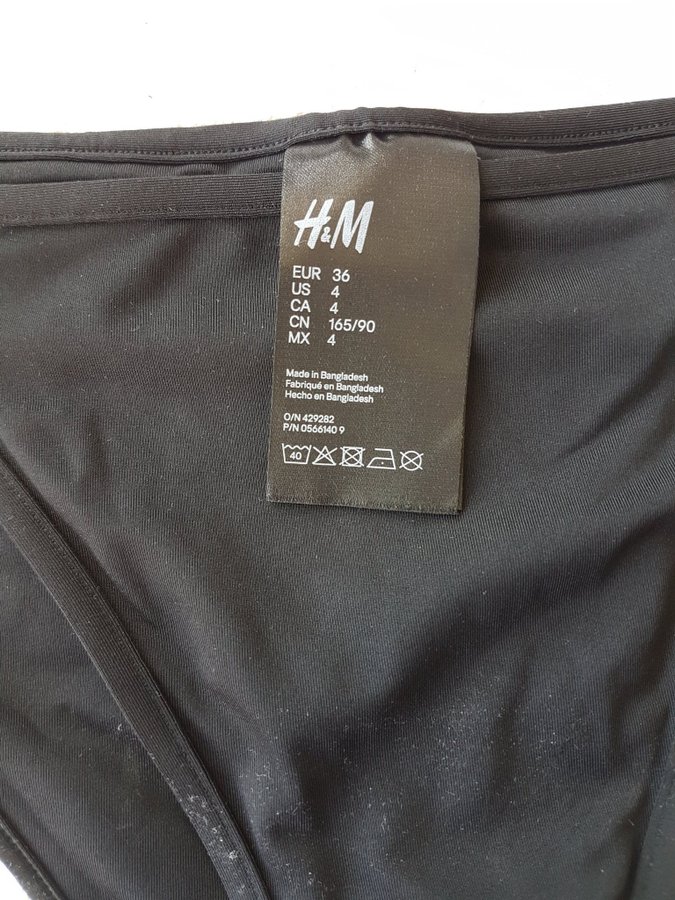 H&M
EUR 36
US 4
CA 4
CN 165/90
MX 4
Made in Bangladesh
Fabriqué en Bangladesh
Hecho en Bangladesh
O/N 429282
P/N 0566140 9
40